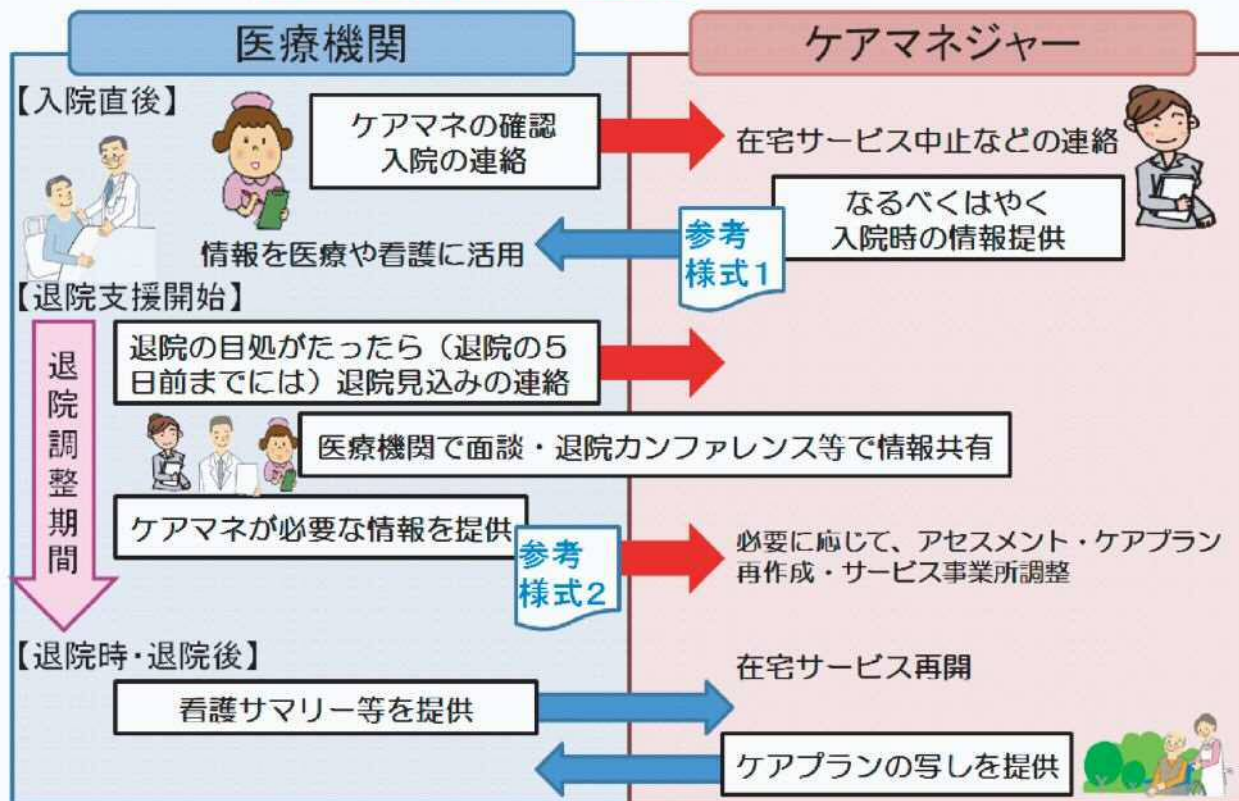 医療機関
ケアマネジャー
【入院直後】
ケアマネの確認
入院の連絡
在宅サービス中止などの連絡
なるべくはやく
入院時の情報提供
参考
様式1
情報を医療や看護に活用
【退院支援開始】
退院調整期間
退院の目処がたったら（退院の5
日前までには）退院見込みの連絡
医療機関で面談・退院カンファレンス等で情報共有
ケアマネが必要な情報を提供
参考
様式2
必要に応じて、アセスメント・ケアプラン
再作成・サービス事業所調整
【退院時・退院後】
在宅サービス再開
看護サマリー等を提供
ケアプランの写しを提供